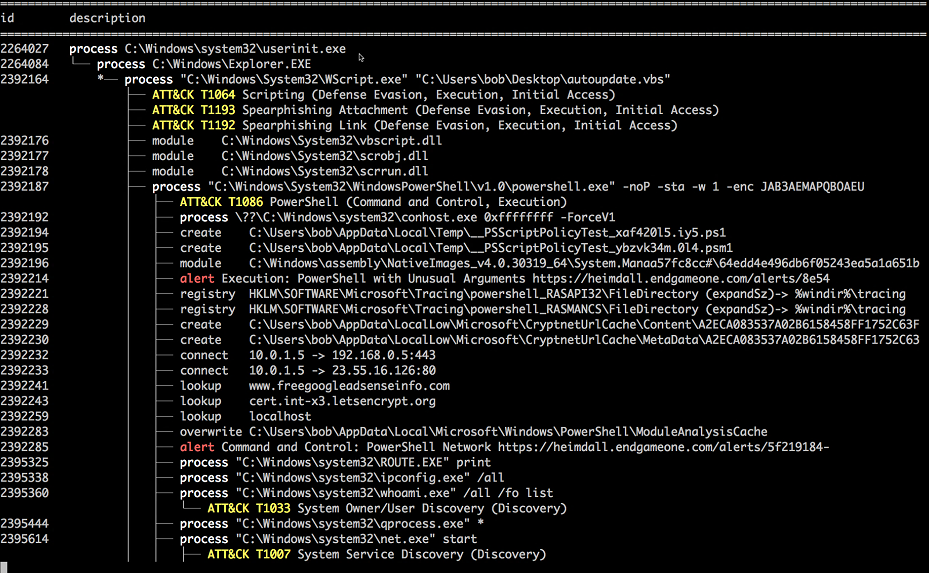 id description
2264027 process C:\Windows\system32\userinit.exe
2264084 process C:\Windows\Explorer.EXE
2392164 *— process "C:\Windows\System32\WScript.exe" "C:\Users\bob\Desktop\autoupdate.vbs"
ATT&CK T1064 Scripting (Defense Evasion, Execution, Initial Access)
ATT&CK T1193 Spearphishing Attachment (Defense Evasion, Execution, Initial Access)
ATT&CK T1192 Spearphishing Link (Defense Evasion, Execution, Initial Access)
2392176 module C:\Windows\System32\vbscript.dll
2392177 module C:\Windows\System32\scrobj.dll
2392178 module C:\Windows\System32\scrrun.dll
2392187 process "C:\Windows\System32\WindowsPowerShell\v1.0\powershell.exe" -noP -sta -w 1 -enc JAB3AEMAPQBOAEU
ATT&CK T1086 PowerShell (Command and Control, Execution)
2392192 process \??\C:\Windows\system32\conhost.exe 0xffffffff -ForceV1
2392194 create C:\Users\bob\AppData\Local\Temp\__PSScriptPolicyTest_xaf420l5.iy5.ps1
2392195 create C:\Users\bob\AppData\Local\Temp\__PSScriptPolicyTest_ybzvk34m.0l4.psm1
2392196 module C:\Windows\assembly\NativeImages_v4.0.30319_64\System.Manaa57fc8cc#\64edd4e496db6f05243ea5a1a651b
2392214 alert Execution: PowerShell with Unusual Arguments https://heimdall.endgameone.com/alerts/8e54
2392221 registry HKLM\SOFTWARE\Microsoft\Tracing\powershell_RASAPI32\FileDirectory (expandSz)-> %windir%\tracing
2392228 registry HKLM\SOFTWARE\Microsoft\Tracing\powershell_RASMANCS\FileDirectory (expandSz)-> %windir%\tracing
2392229 create C:\Users\bob\AppData\LocalLow\Microsoft\CryptnetUrlCache\Content\A2ECA083537A02B6158458FF1752C63F
2392230 create C:\Users\bob\AppData\LocalLow\Microsoft\CryptnetUrlCache\MetaData\A2ECA083537A02B6158458FF1752C63
2392232 connect 10.0.1.5 -> 192.168.0.5:443
2392233 connect 10.0.1.5 -> 23.55.16.126:80
2392241 lookup www.freegoogleadsenseinfo.com
2392243 lookup cert.int-x3.letsencrypt.org
2392259 lookup localhost
2392283 overwrite C:\Users\bob\AppData\Local\Microsoft\Windows\PowerShell\ModuleAnalysisCache
2392285 alert Command and Control: PowerShell Network https://heimdall.endgameone.com/alerts/5f219184-
2395325 process "C:\Windows\system32\ROUTE.EXE" print
2395338 process "C:\Windows\system32\ipconfig.exe" /all
2395360 process "C:\Windows\system32\whoami.exe" /all /fo list
ATT&CK T1033 System Owner/User Discovery (Discovery)
2395444 process "C:\Windows\system32\qprocess.exe" *
2395614 process "C:\Windows\system32\net.exe" start
ATT&CK T1007 System Service Discovery (Discovery)